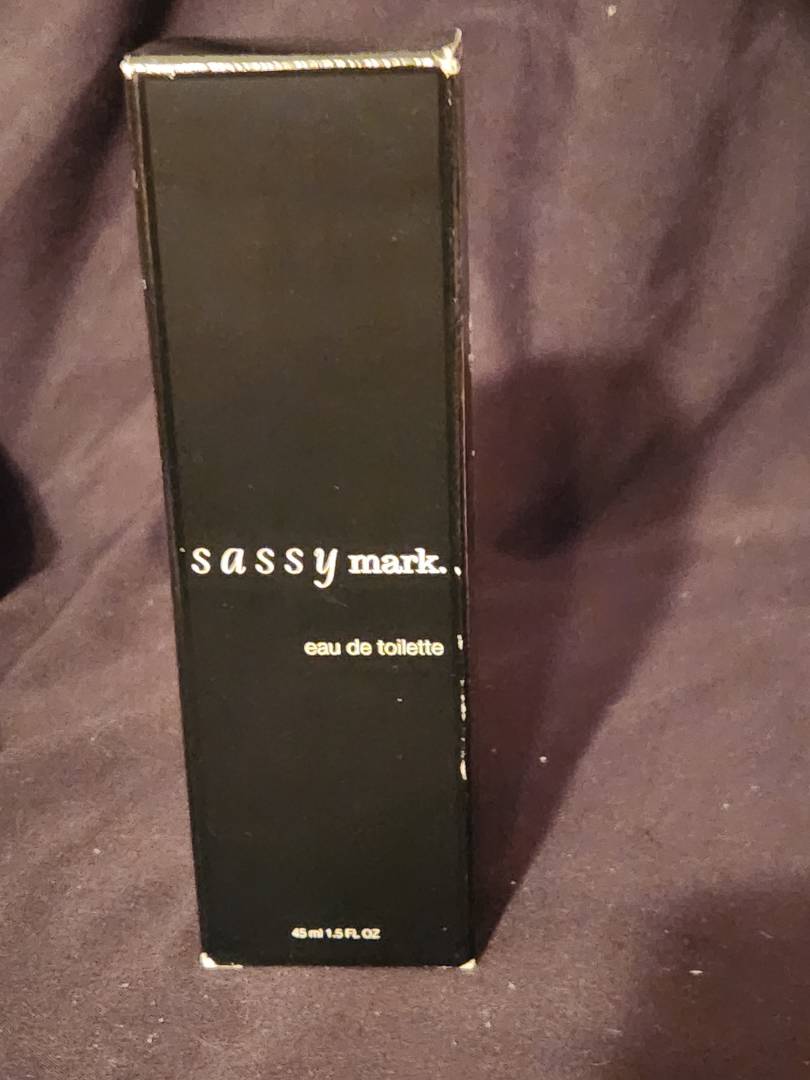 sassy mark.
eau de toilette
45 ml 1.5 FL OZ